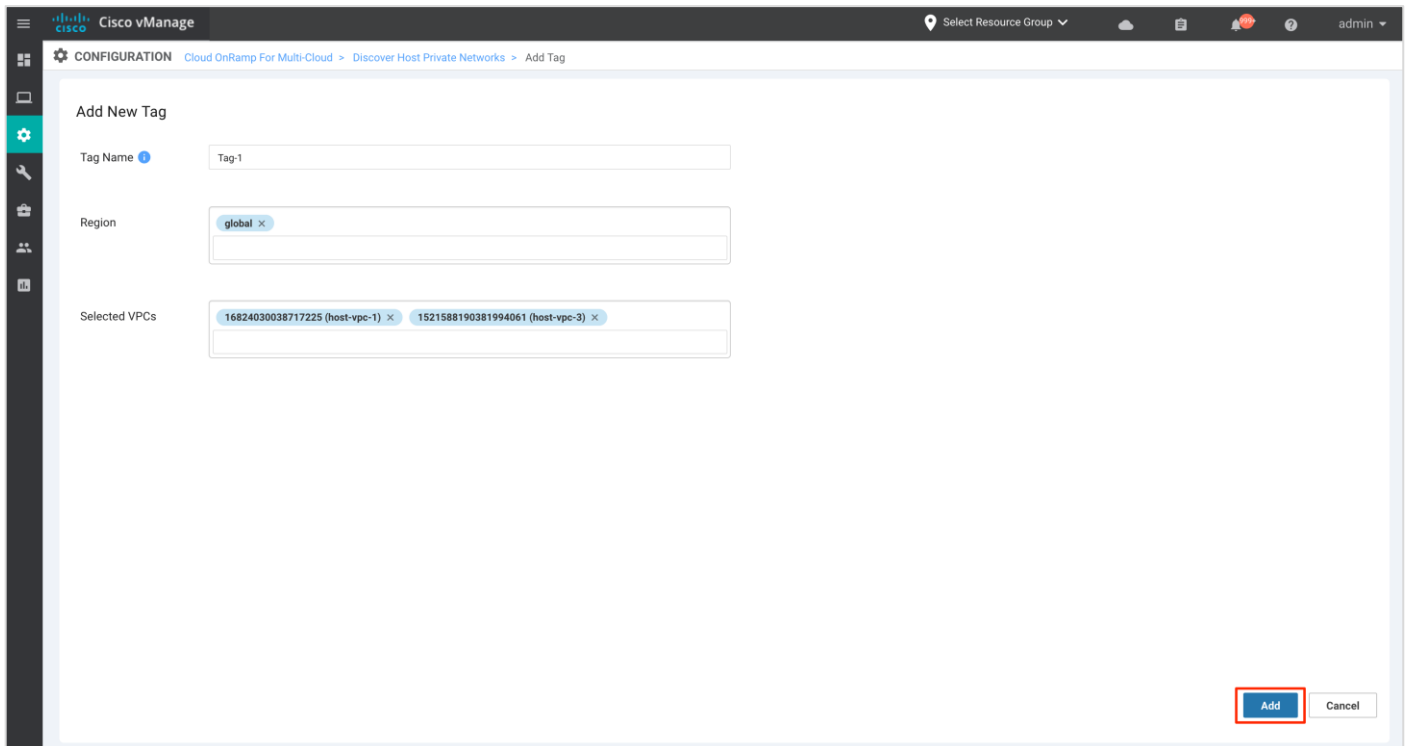 CISCO Cisco vManage Select Resource Group 999+ admin
CONFIGURATION Cloud OnRamp For Multi-Cloud > Discover Host Private Networks > Add Tag
Add New Tag
Tag Name Tag-1
Region global ×
Selected VPCs 16824030038717225 (host-vpc-1) × 1521588190381994061 (host-vpc-3) ×
Add Cancel